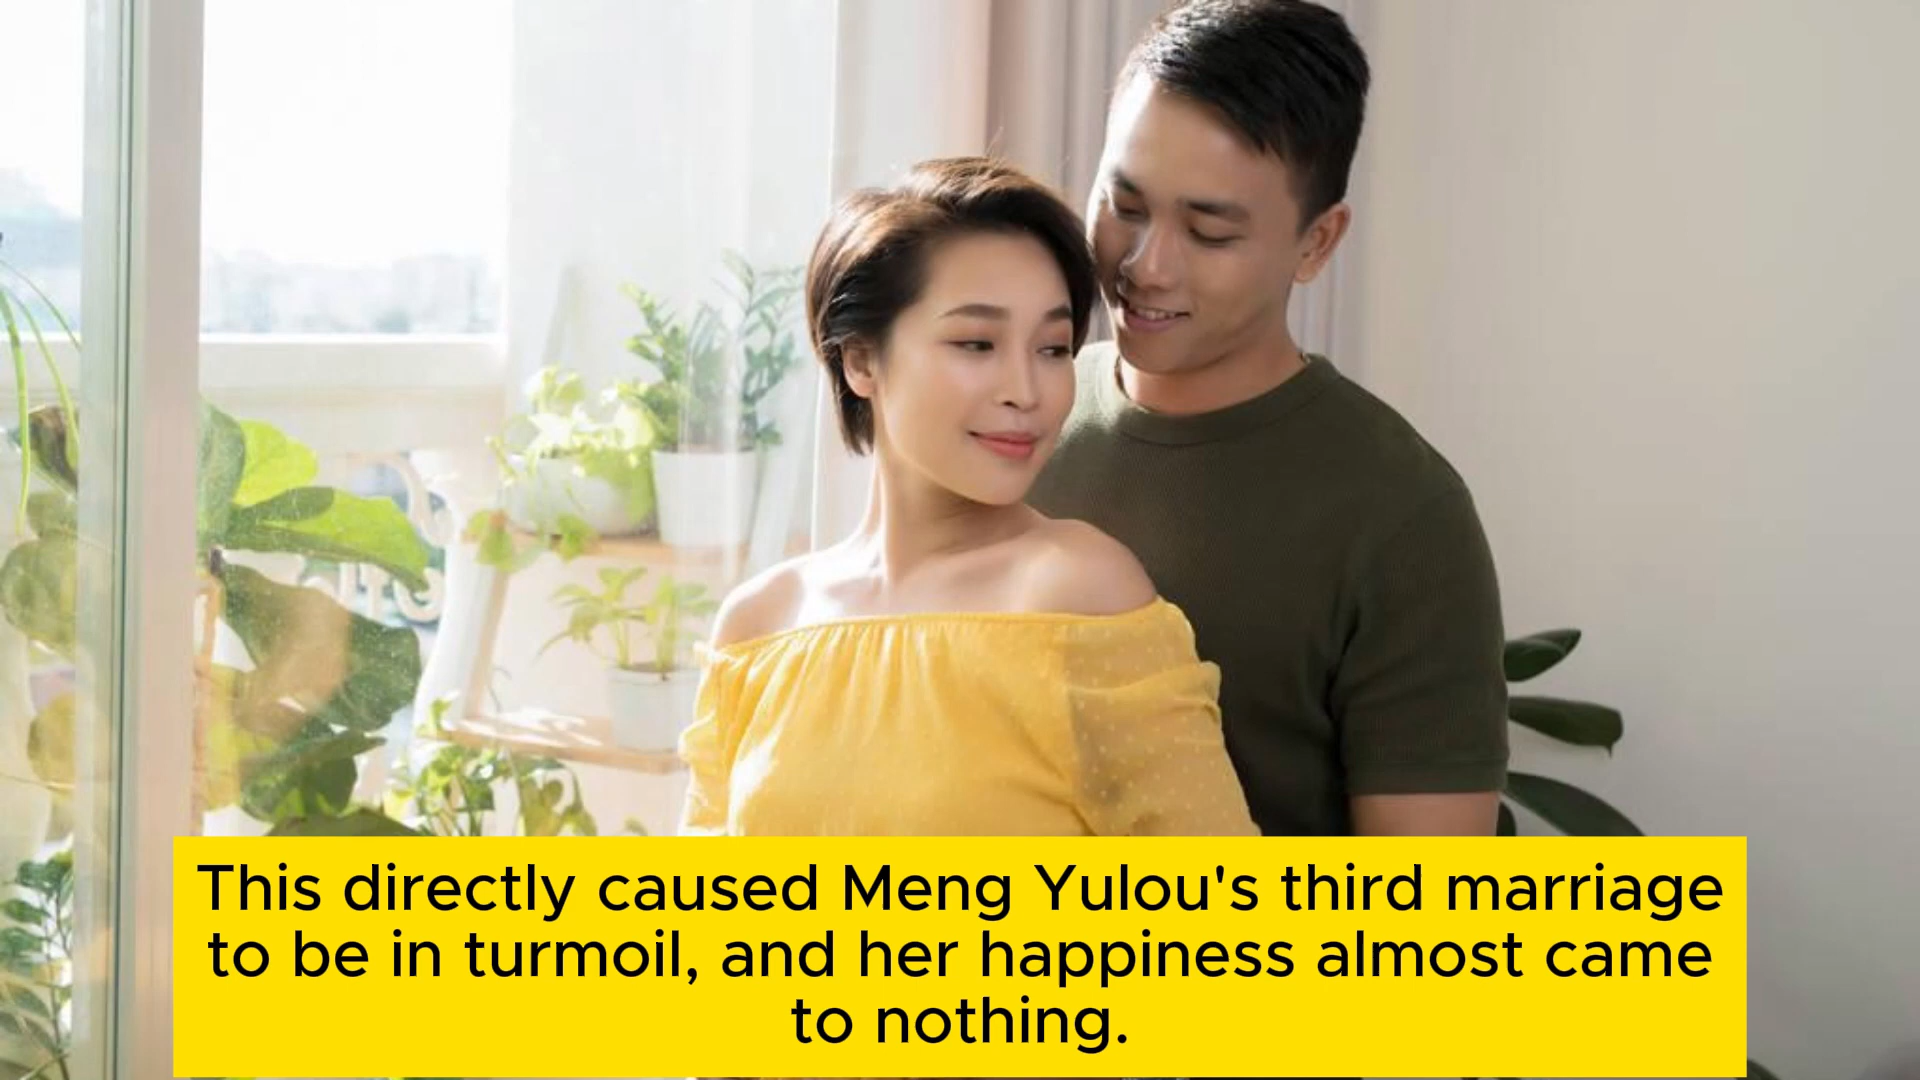 This directly caused Meng Yulou's third marriage
to be in turmoil, and her happiness almost came
to nothing.